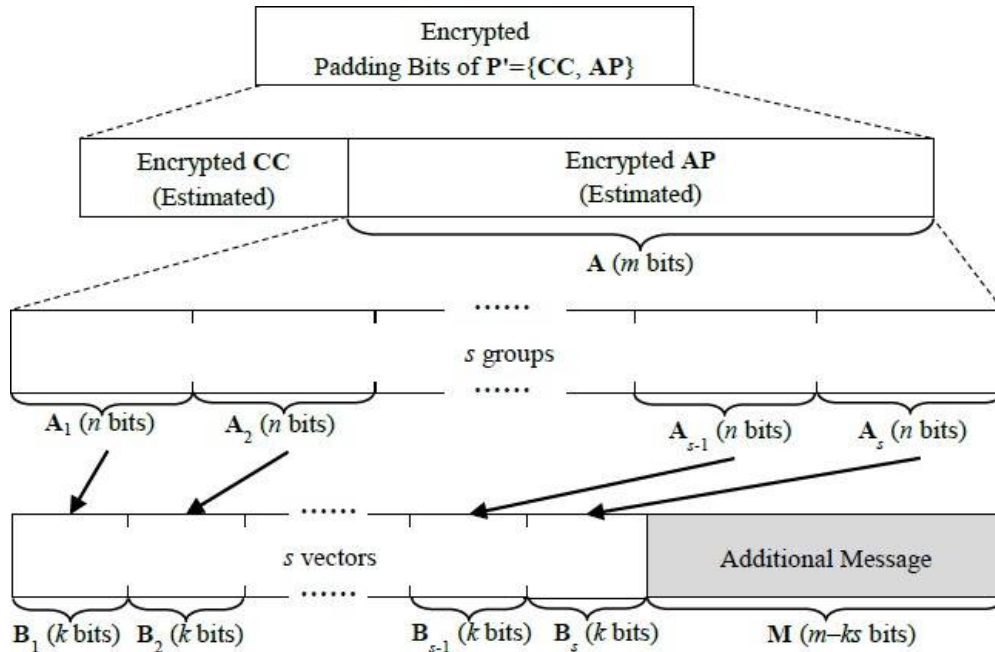 Encrypted
Padding Bits of P'={CC, AP}
Encrypted CC
(Estimated)
Encrypted AP
(Estimated)
A (m bits)
......
s groups
......
A1 (n bits)
A2 (n bits)
As-1 (n bits)
As (n bits)
......
s vectors
......
Additional Message
B1 (k bits)
B2 (k bits)
Bs-1 (k bits)
Bs (k bits)
M (m–ks bits)